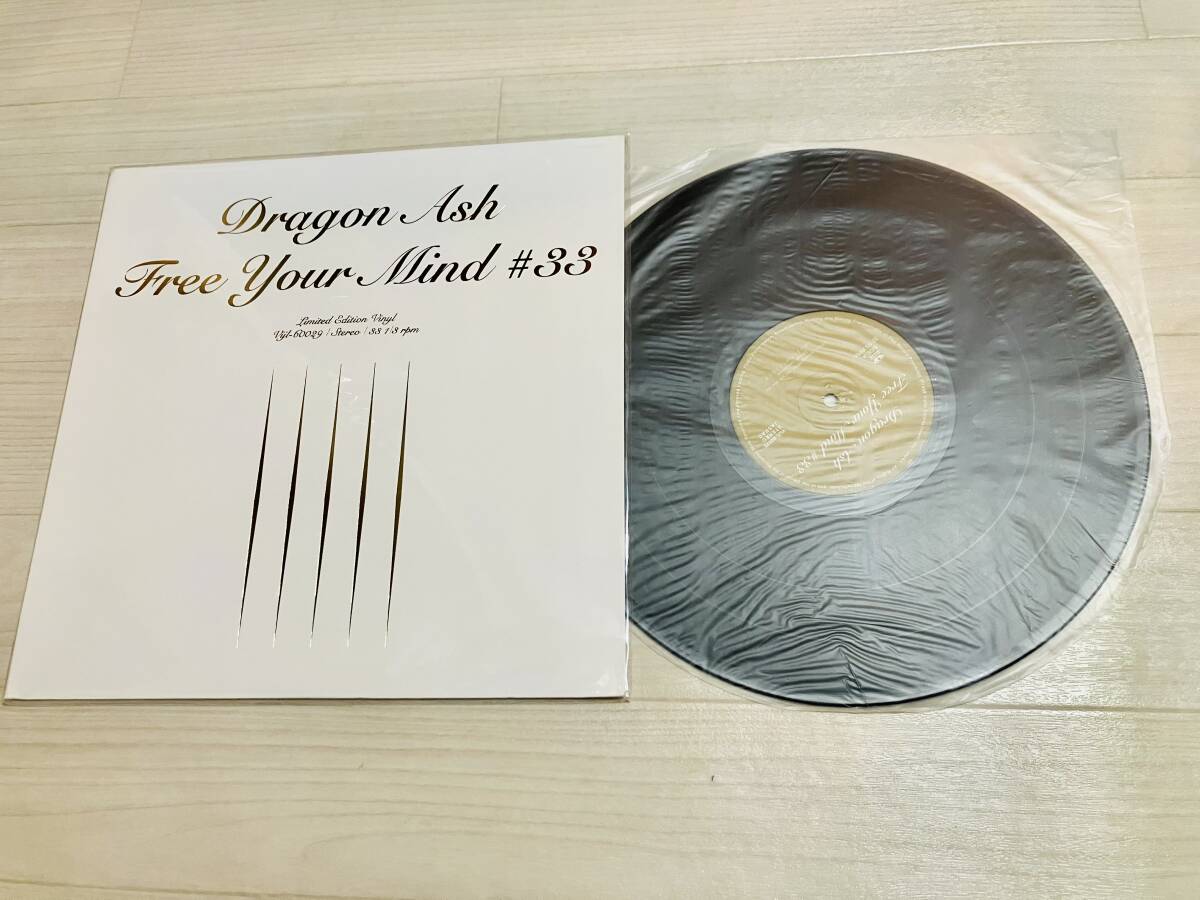 Dragon Ash
Free Your Mind #33
Limited Edition Vinyl
Vijl-60029 / Stereo / 33 1/3 rpm
Dragon Ash
Free Your Mind #33